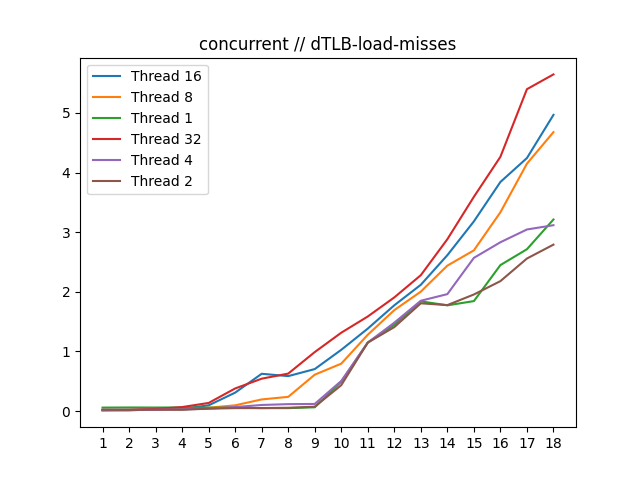 concurrent // dTLB-load-misses
Thread 16
Thread 8
Thread 1
Thread 32
Thread 4
Thread 2
5
4
3
2
1
0
1 2 3 4 5 6 7 8 9 10 11 12 13 14 15 16 17 18